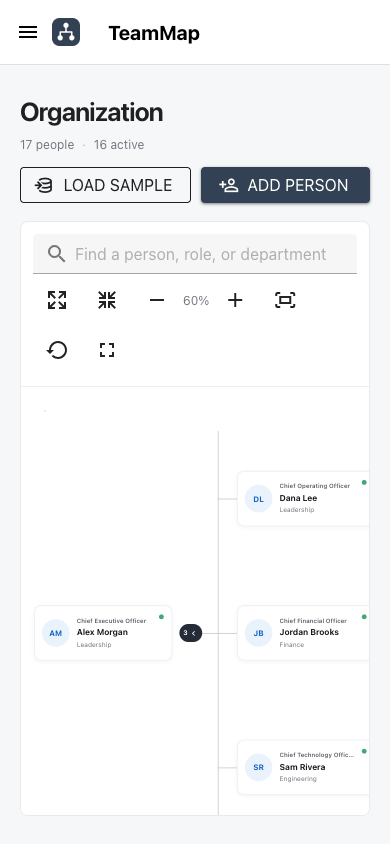 TeamMap
Organization
17 people · 16 active
LOAD SAMPLE
ADD PERSON
Find a person, role, or department
60%
Chief Operating Officer
DL
Dana Lee
Leadership
Chief Executive Officer
AM
Alex Morgan
Leadership
3
Chief Financial Officer
JB
Jordan Brooks
Finance
Chief Technology Offic...
SR
Sam Rivera
Engineering